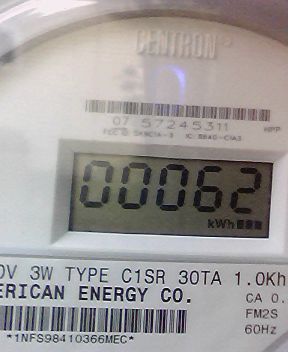 CENTRON
07 57245311
00062
kWh
0V 3W TYPE C1SR 30TA 1.0Kh
ERICAN ENERGY CO.
CA 0.
FM2S
60Hz
*1NFS98410366MEC*